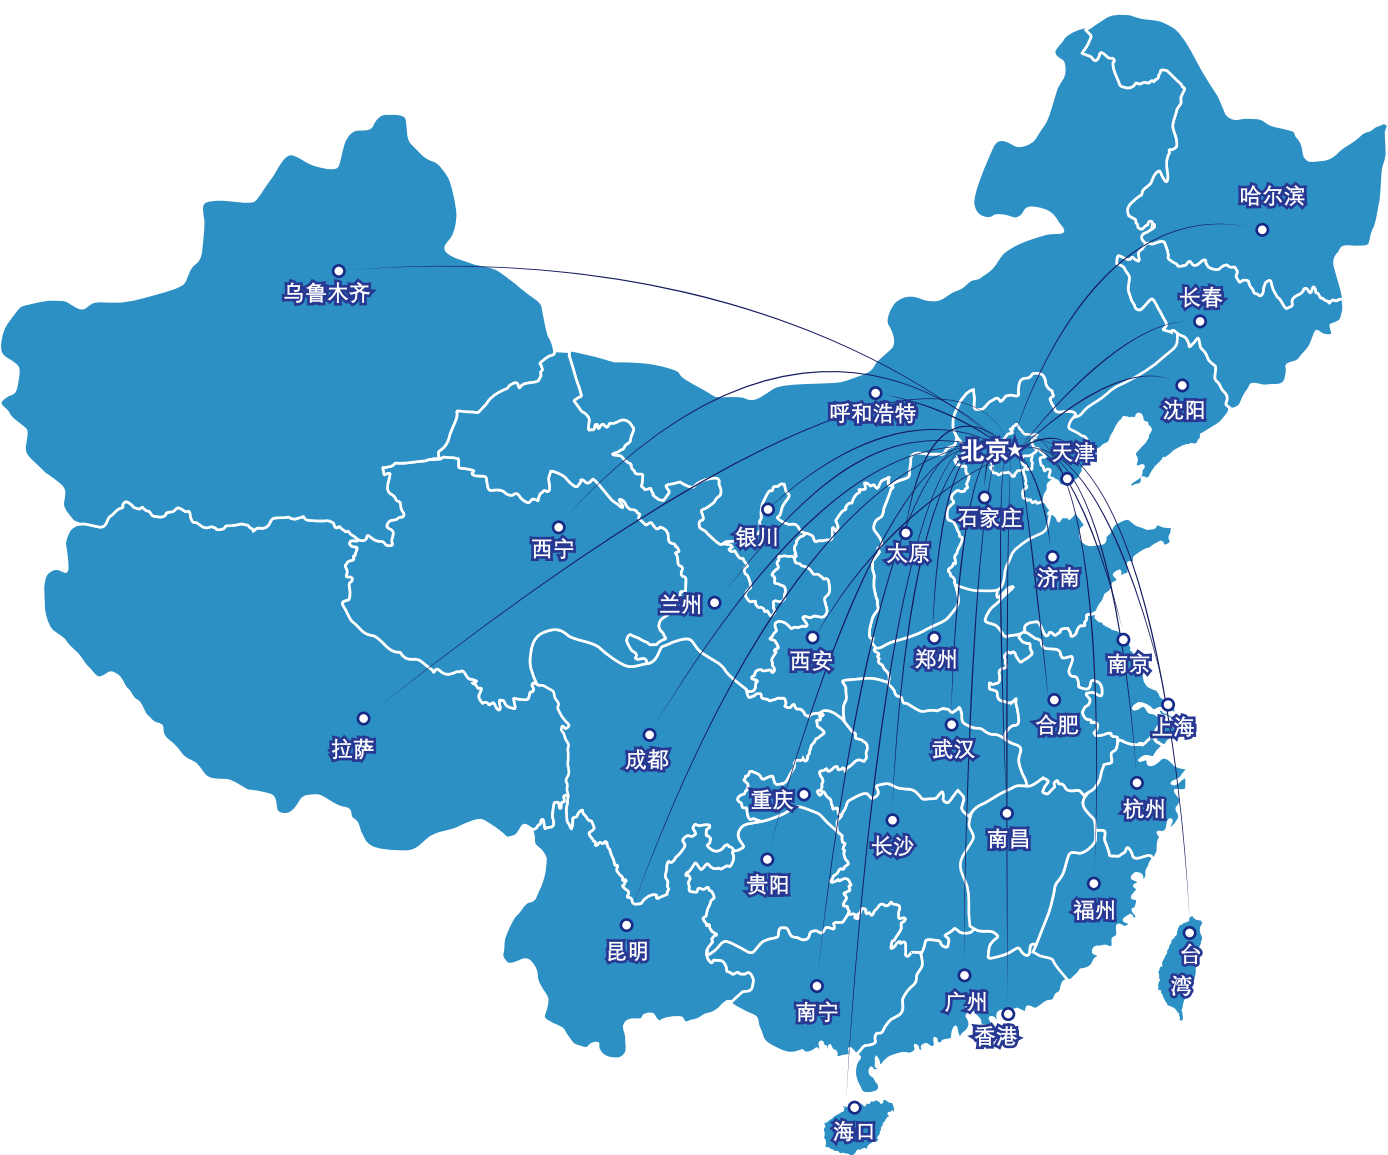 哈尔滨
乌鲁木齐
长春
呼和浩特
沈阳
北京
天津
石家庄
银川
西宁
太原
济南
兰州
西安
郑州
南京
合肥
上海
拉萨
成都
武汉
重庆
杭州
长沙
南昌
贵阳
福州
昆明
台
湾
广州
南宁
香港
海口